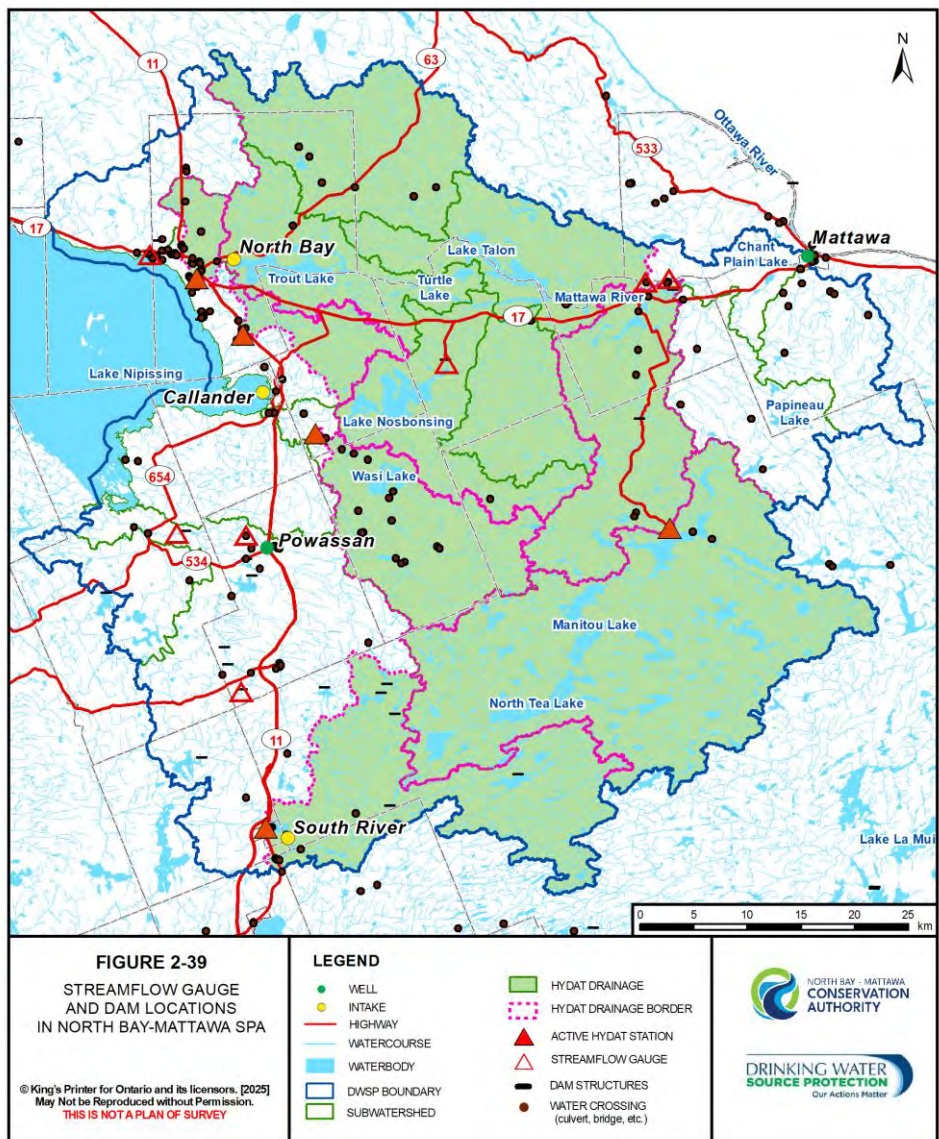 N
11
63
533
Ottawa River
17
North Bay
Lake Talon
Mattawa
Chant
Plain Lake
Trout Lake
Turtle
Lake
Mattawa River
17
Lake Nipissing
Callander
Papineau
Lake
Lake Nosbonsing
Wasi Lake
654
Powassan
534
Manitou Lake
North Tea Lake
11
South River
Lake La Mui
0 5 10 15 20 25
km
FIGURE 2-39
STREAMFLOW GAUGE
AND DAM LOCATIONS
IN NORTH BAY-MATTAWA SPA
© King's Printer for Ontario and its licensors. [2025]
May Not be Reproduced without Permission.
THIS IS NOT A PLAN OF SURVEY
LEGEND
WELL
INTAKE
HIGHWAY
WATERCOURSE
WATERBODY
DWSP BOUNDARY
SUBWATERSHED
HYDAT DRAINAGE
HYDAT DRAINAGE BORDER
ACTIVE HYDAT STATION
STREAMFLOW GAUGE
DAM STRUCTURES
WATER CROSSING
(culvert, bridge, etc.)
NORTH BAY - MATTAWA
CONSERVATION
AUTHORITY
DRINKING WATER
SOURCE PROTECTION
Our Actions Matter